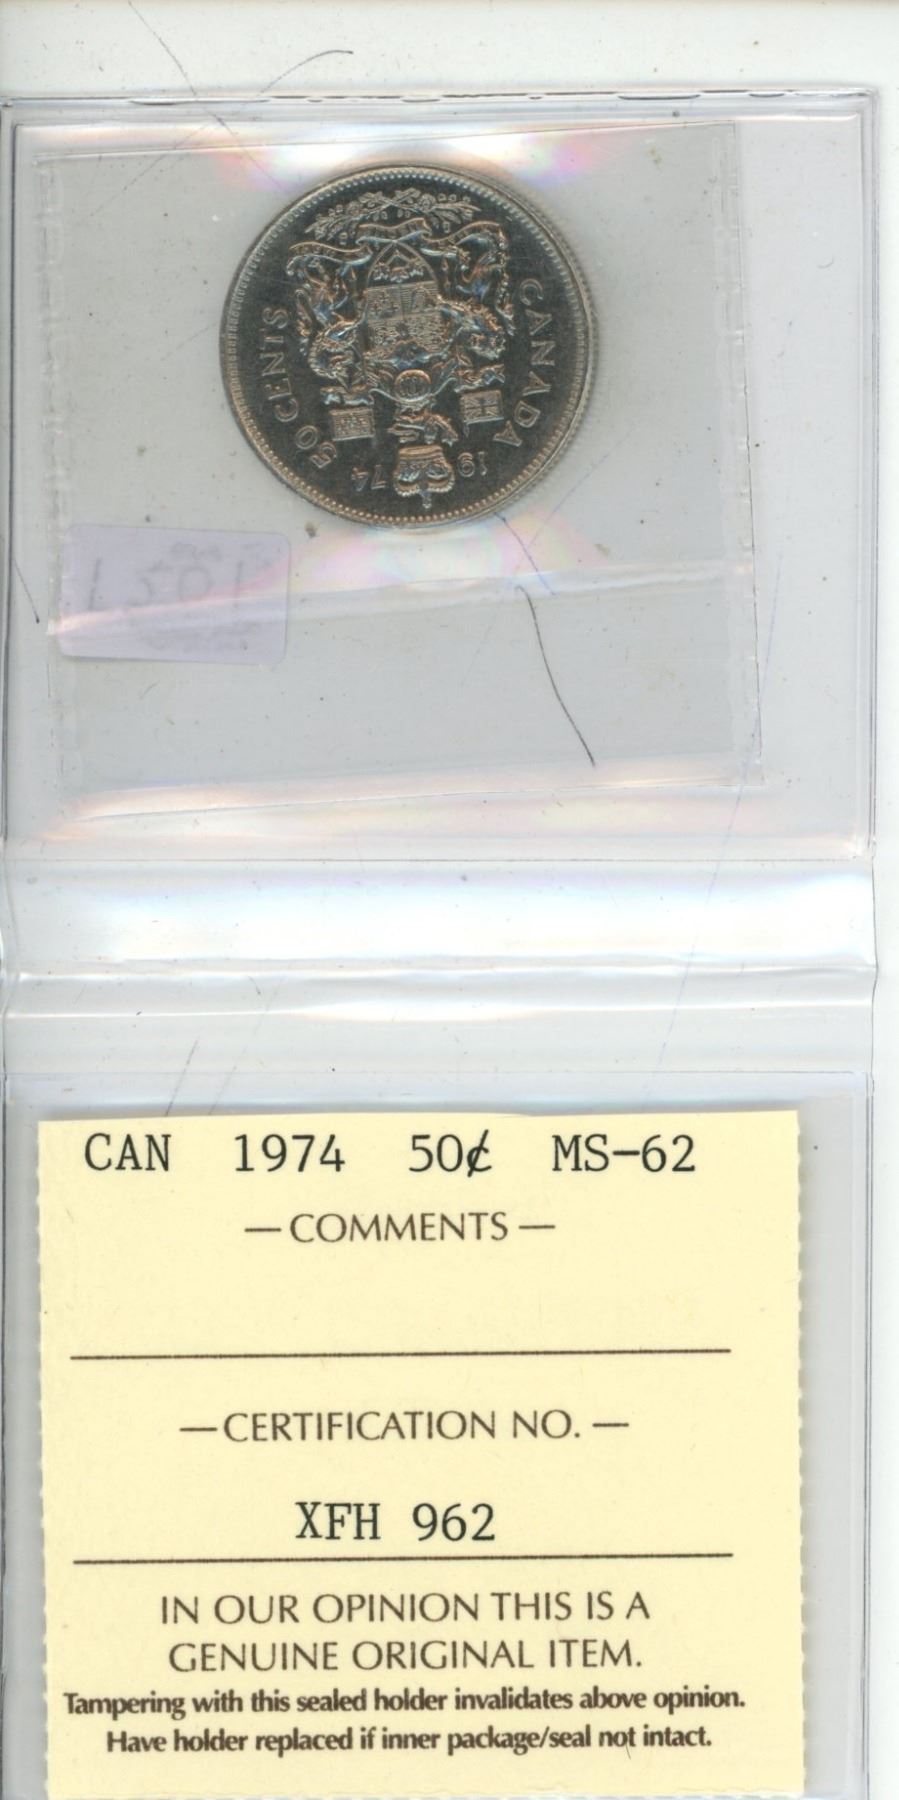 50 CENTS
CANADA
1974
CAN 1974 50¢ MS-62
— COMMENTS —
— CERTIFICATION NO. —
XFH 962
IN OUR OPINION THIS IS A
GENUINE ORIGINAL ITEM.
Tampering with this sealed holder invalidates above opinion.
Have holder replaced if inner package/seal not intact.